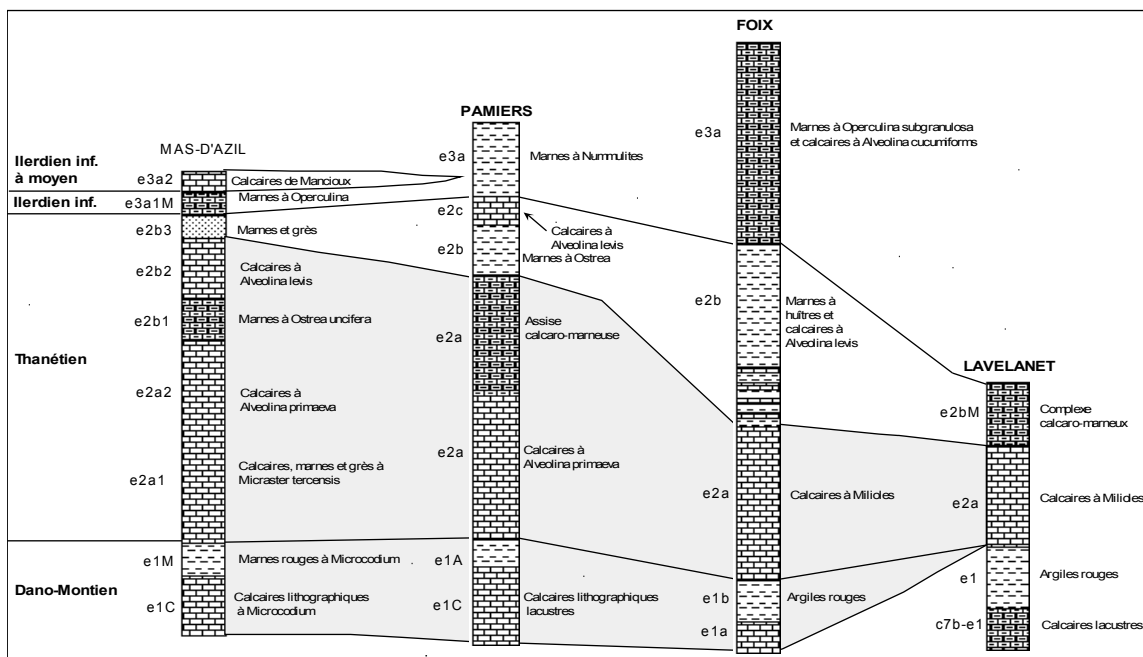 FOIX
PAMIERS
MAS-D'AZIL
LAVELANET
Ilerdien inf.
à moyen
Ilerdien inf.
Thanétien
Dano-Montien
e3a2
e3a1M
e2b3
e2b2
e2b1
e2a2
e2a1
e1M
e1C
Calcaires de Mancioux
Marnes à Operculina
Marnes et grès
Calcaires à
Alveolina levis
Marnes à Ostrea uncifera
Calcaires à
Alveolina primaeva
Calcaires, marnes et grès à
Micraster tercensis
Marnes rouges à Microcodium
Calcaires lithographiques
à Microcodium
e3a
e2c
e2b
e2a
e2a
e1A
e1C
Marnes à Nummulites
Calcaires à
Alveolina levis
Marnes à Ostrea
Assise
calcaro-marneuse
Calcaires à
Alveolina primaeva
Calcaires lithographiques
lacustres
e3a
e2b
e2a
e1b
e1a
Marnes à Operculina subgranulosa
et calcaires à Alveolina cucumiforms
Marnes à
huîtres et
calcaires à
Alveolina levis
Calcaires à Milioles
Argiles rouges
e2bM
e2a
e1
c7b-e1
Complexe
calcaro-marneux
Calcaires à Milioles
Argiles rouges
Calcaires lacustres